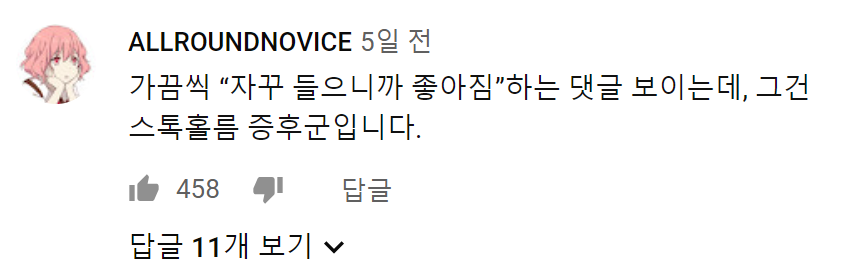 ALLROUNDNOVICE 5일 전
가끔씩 “자꾸 들으니까 좋아짐”하는 댓글 보이는데, 그건
스톡홀름 증후군입니다.
458 답글
답글 11개 보기